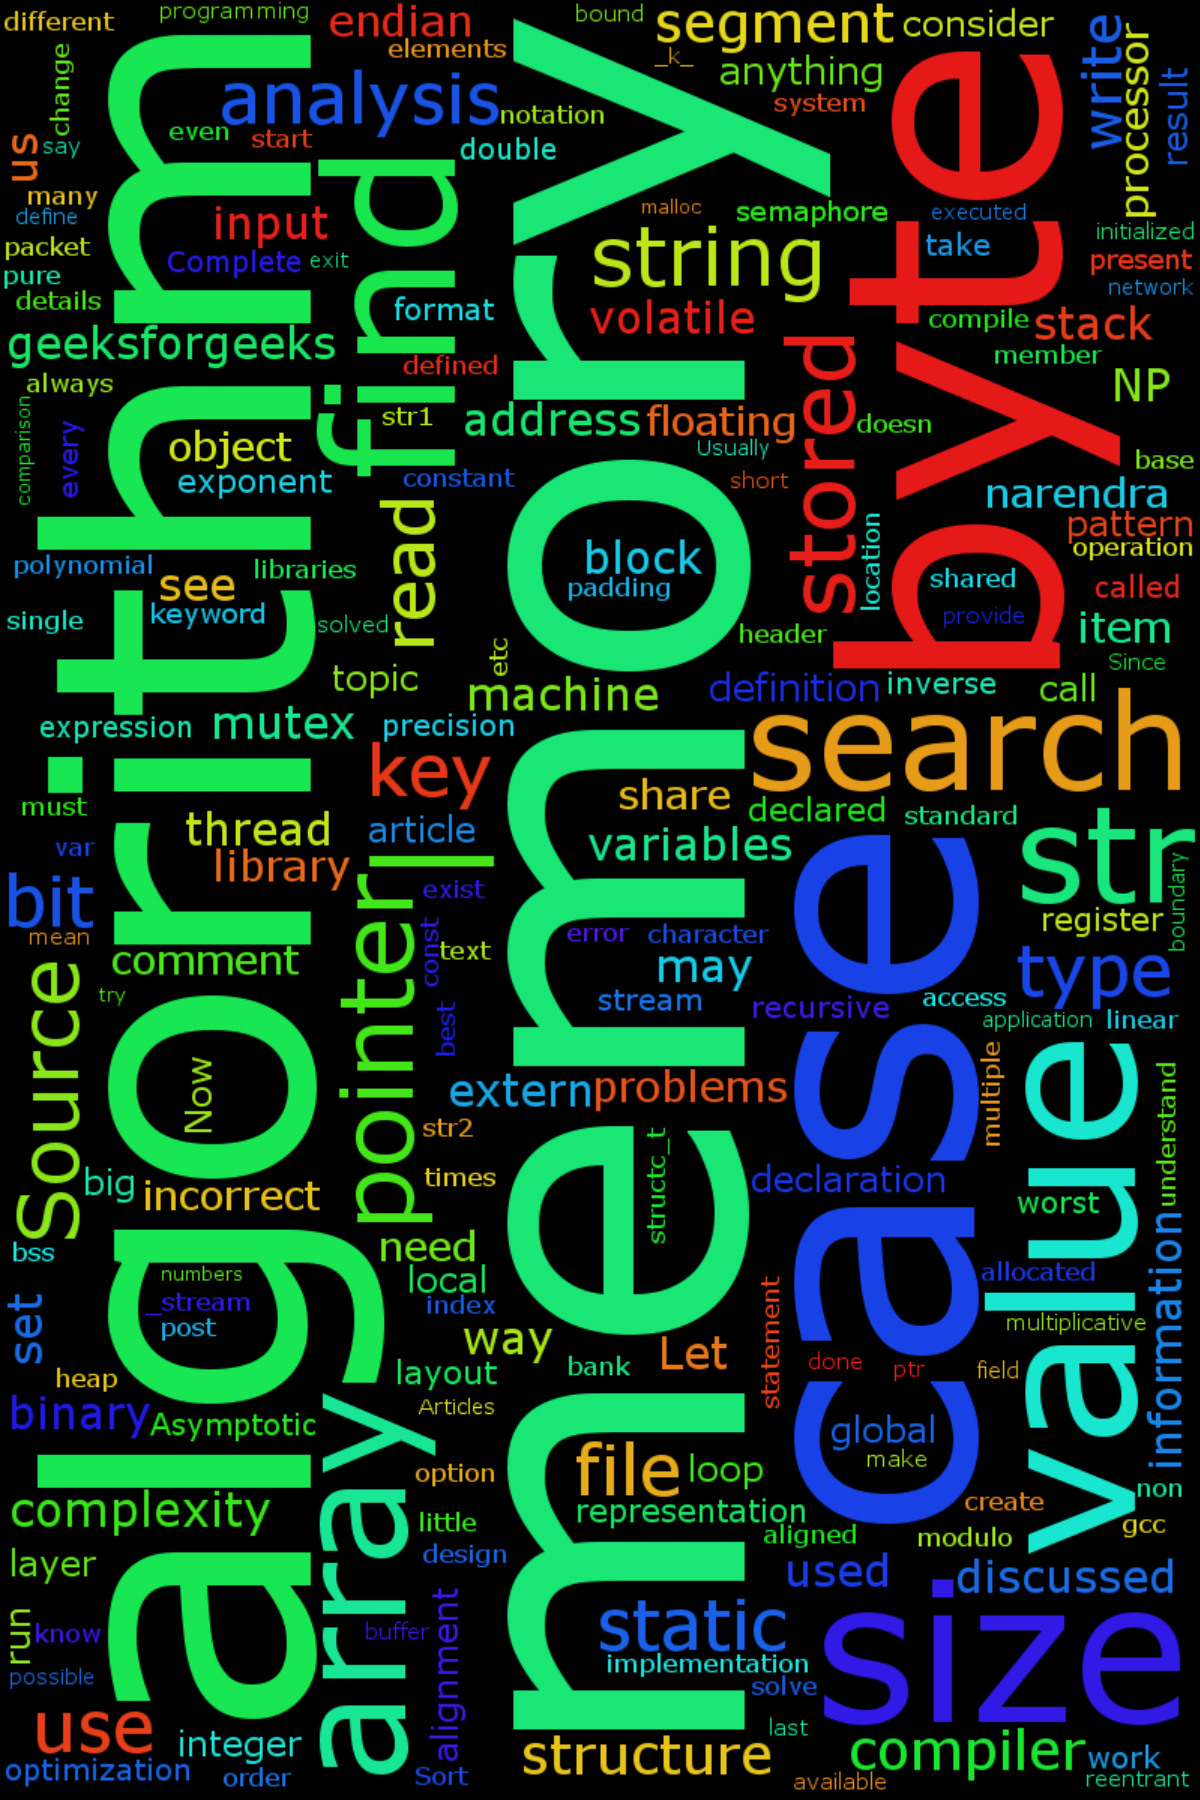 different
programming
endian
bound
segment
consider
write
processor
result
change
elements
_k_
anything
analysis
notation
system
even
start
double
us
say
many
define
input
malloc
semaphore
executed
initialized
packet
Complete
exit
string
take
present
pure
details
format
volatile
network
geeksforgeeks
compile
stack
defined
member
always
str1
address
floating
NP
comparison
every
object
exponent
constant
Usually
short
doesn
base
find
memory
stored
byte
algorithm
narendra
read
block
padding
location
pattern
operation
polynomial
see
libraries
shared
called
single
keyword
solved
provide
item
header
etc
topic
machine
definition
inverse
Since
call
expression
mutex
precision
search
key
share
must
declared
standard
thread
article
variables
str
var
library
bit
exist
boundary
mean
pointer
const
text
error
character
register
comment
may
type
Source
try
stream
recursive
access
best
application
linear
Now
extern
problems
multiple
str2
structc_t
case
value
understand
big
incorrect
times
declaration
worst
bss
need
numbers
local
allocated
_stream
index
post
set
way
Let
statement
multiplicative
information
heap
layout
bank
done
ptr
field
binary
Asymptotic
Articles
global
make
array
option
file
loop
complexity
representation
create
non
little
aligned
modulo
gcc
layer
design
used
discussed
run
know
buffer
alignment
static
size
possible
implementation
solve
use
integer
last
structure
compiler
work
optimization
order
Sort
available
reentrant